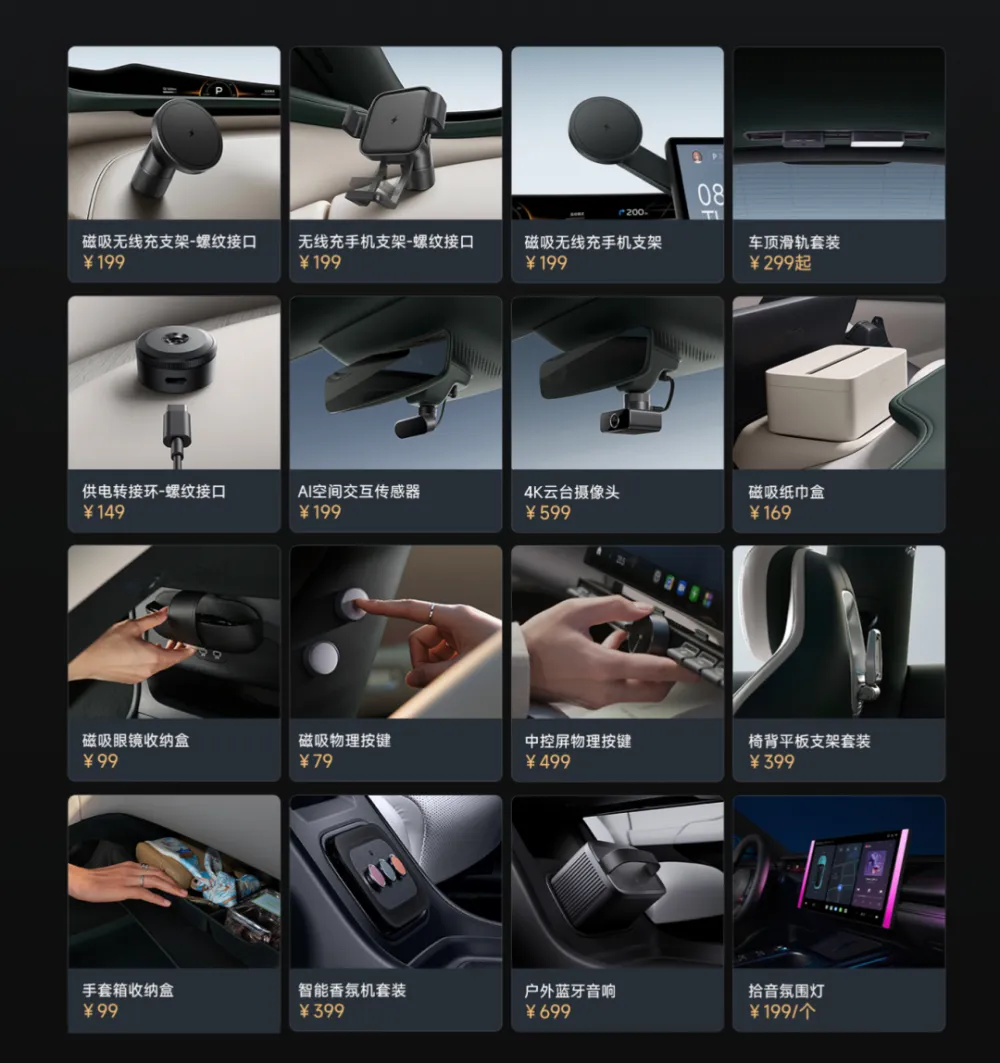 P
磁吸无线充支架-螺纹接口
¥199
无线充手机支架-螺纹接口
¥199
200
08
磁吸无线充手机支架
¥199
车顶滑轨套装
¥299起
供电转接环-螺纹接口
¥149
AI空间交互传感器
¥199
4K云台摄像头
¥599
磁吸纸巾盒
¥169
磁吸眼镜收纳盒
¥99
磁吸物理按键
¥79
中控屏物理按键
¥499
椅背平板支架套装
¥399
手套箱收纳盒
¥99
智能香氛机套装
¥399
户外蓝牙音响
¥699
拾音氛围灯
¥199/个